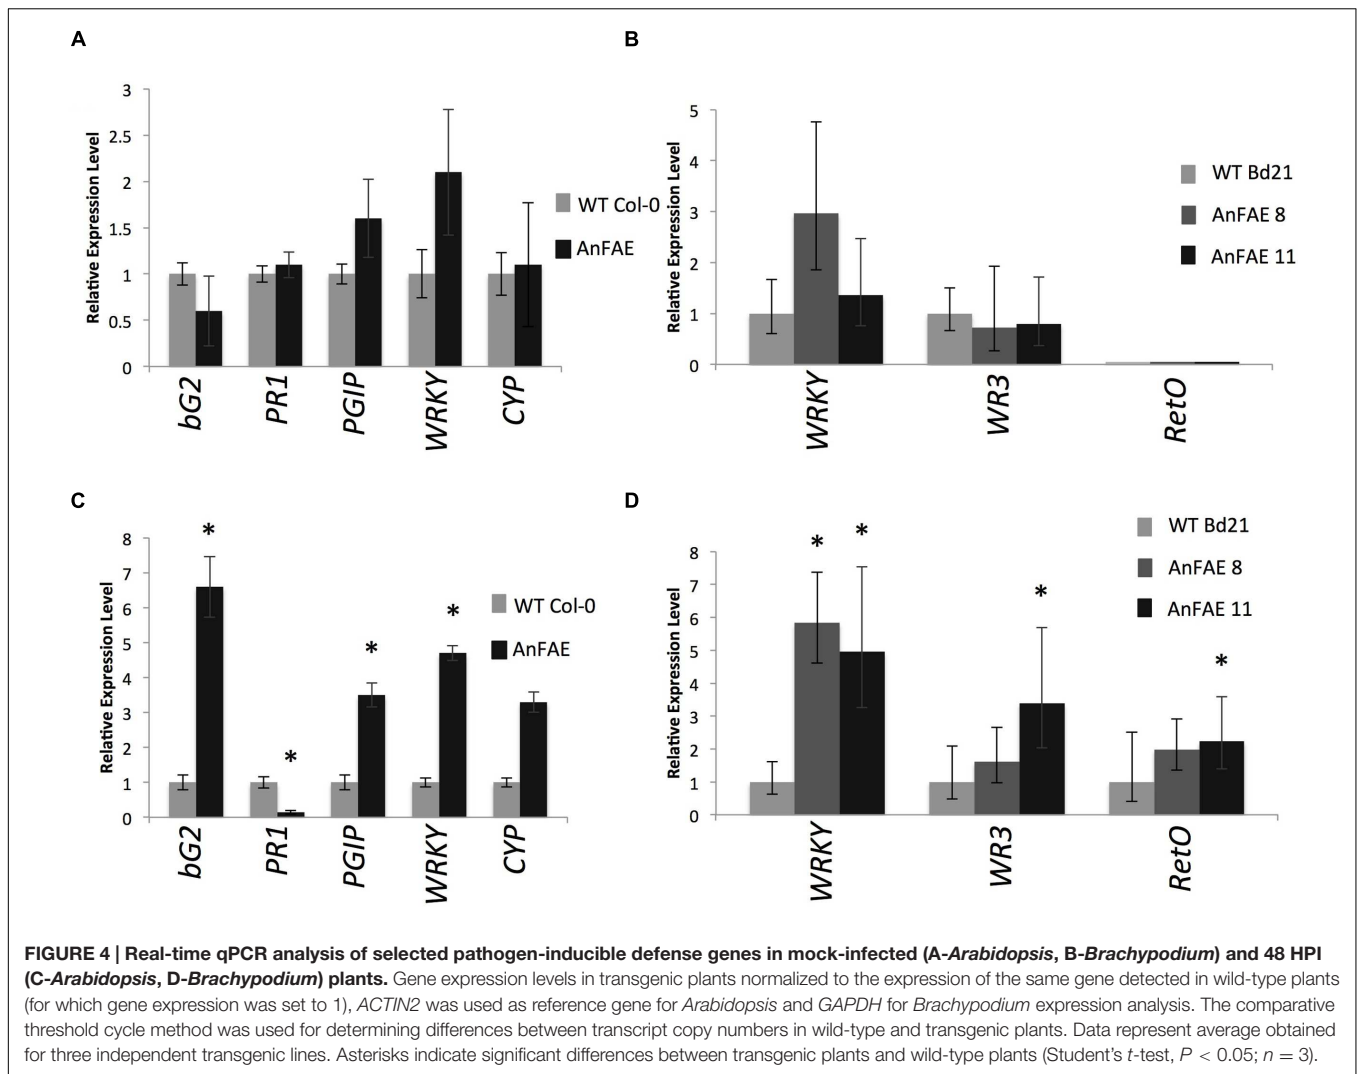 A
3
2.5
2
1.5
1
0.5
0
Relative Expression Level
WT Col-0
AnFAE
bG2
PR1
PGIP
WRKY
CYP
B
5
4
3
2
1
0
Relative Expression Level
WT Bd21
AnFAE 8
AnFAE 11
WRKY
WR3
RetO
C
8
7
6
5
4
3
2
1
0
Relative Expression Level
*
*
*
*
WT Col-0
AnFAE
bG2
PR1
PGIP
WRKY
CYP
D
8
7
6
5
4
3
2
1
0
Relative Expression Level
*
*
*
*
WT Bd21
AnFAE 8
AnFAE 11
WRKY
WR3
RetO
FIGURE 4 | Real-time qPCR analysis of selected pathogen-inducible defense genes in mock-infected (A-Arabidopsis, B-Brachypodium) and 48 HPI
(C-Arabidopsis, D-Brachypodium) plants. Gene expression levels in transgenic plants normalized to the expression of the same gene detected in wild-type plants
(for which gene expression was set to 1), ACTIN2 was used as reference gene for Arabidopsis and GAPDH for Brachypodium expression analysis. The comparative
threshold cycle method was used for determining differences between transcript copy numbers in wild-type and transgenic plants. Data represent average obtained
for three independent transgenic lines. Asterisks indicate significant differences between transgenic plants and wild-type plants (Student's t-test, P < 0.05; n = 3).